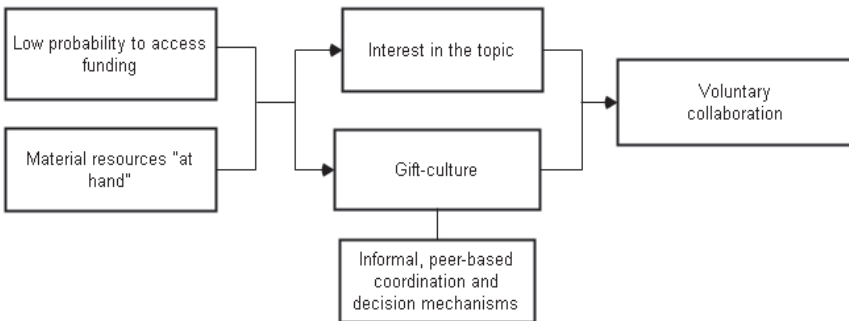 Low probability to access
funding
Interest in the topic
Voluntary
collaboration
Material resources "at
hand"
Gift-culture
Informal, peer-based
coordination and
decision mechanisms